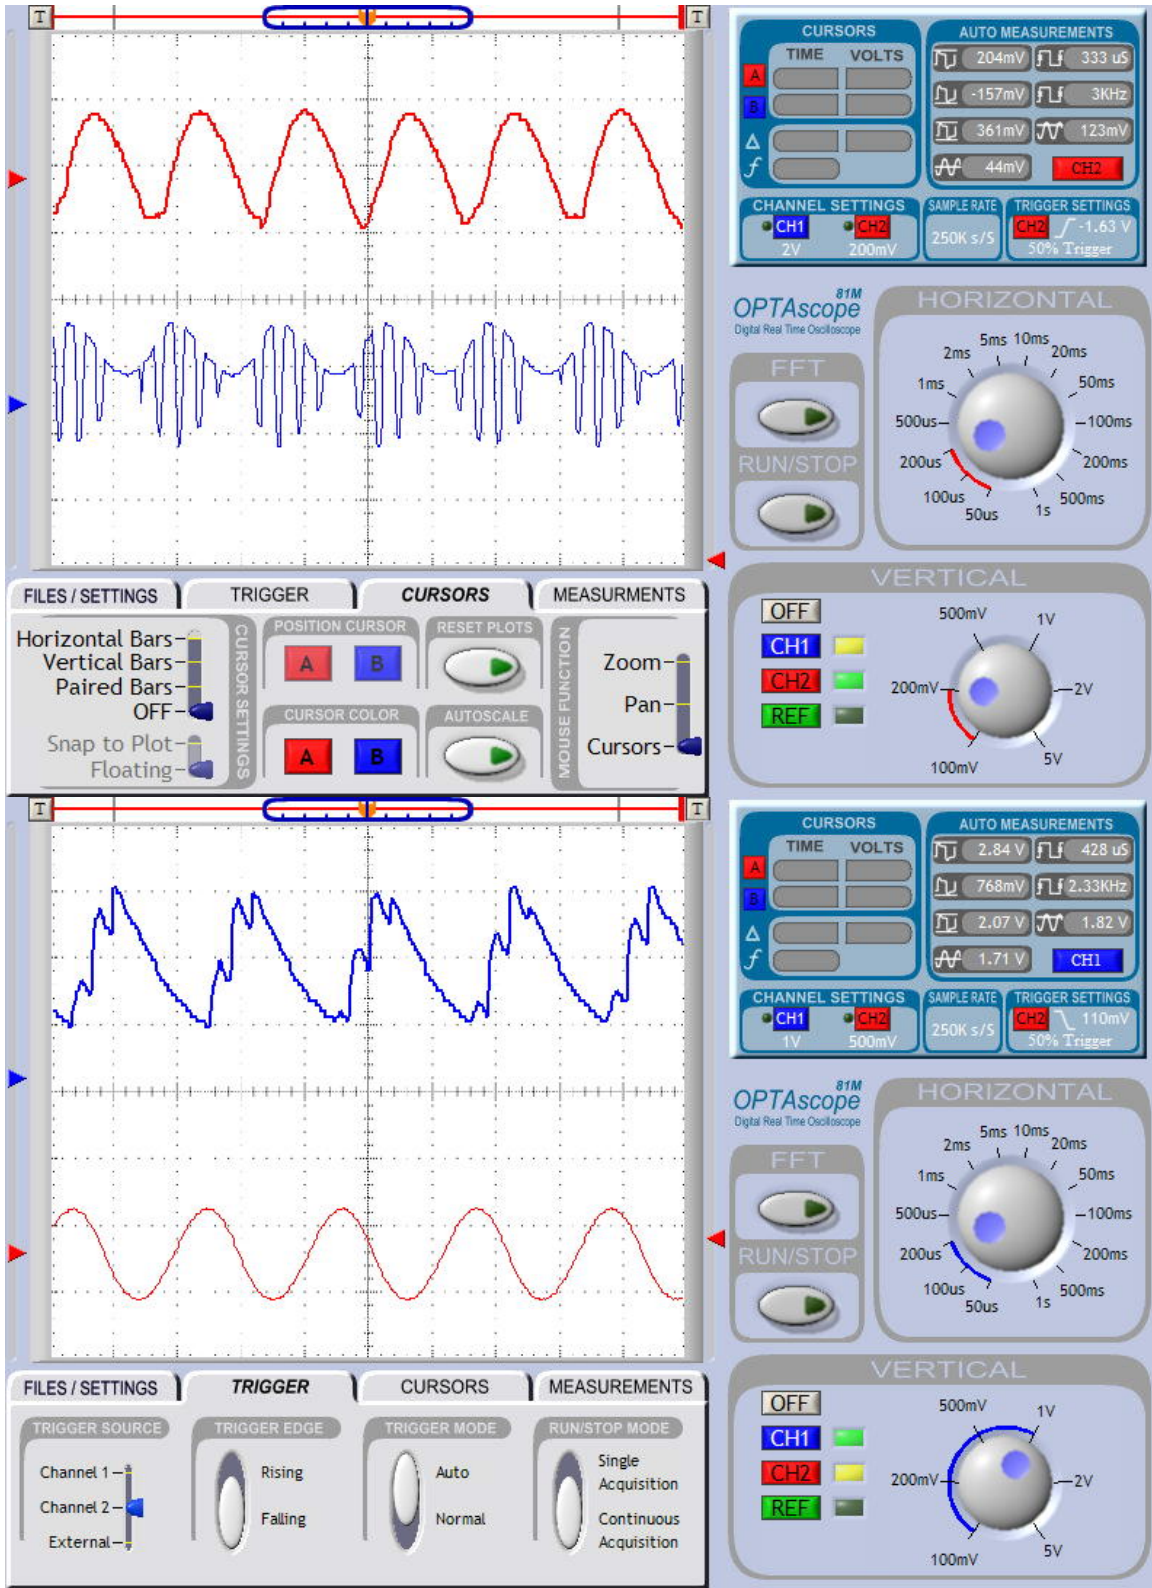 T T
CURSORS AUTO MEASUREMENTS
TIME VOLTS 204mV 333 uS
A
-157mV 3KHz
B
Δ 361mV 123mV
f 44mV CH2
CHANNEL SETTINGS SAMPLE RATE TRIGGER SETTINGS
CH1 CH2 250K s/S CH2 -1.63 V
2V 200mV 50% Trigger
81M
OPTAscope
Digital Real Time Oscilloscope
HORIZONTAL
5ms 10ms
2ms 20ms
1ms 50ms
500us 100ms
200us 200ms
100us 500ms
50us 1s
FFT
RUN/STOP
VERTICAL
OFF 500mV 1V
CH1
CH2 200mV 2V
REF
100mV 5V
FILES / SETTINGS TRIGGER CURSORS MEASURMENTS
Horizontal Bars
Vertical Bars
Paired Bars
OFF
Snap to Plot
Floating
CURSOR SETTINGS
POSITION CURSOR RESET PLOTS
A B
CURSOR COLOR AUTOSCALE
A B
MOUSE FUNCTION
Zoom
Pan
Cursors
T T
CURSORS AUTO MEASUREMENTS
TIME VOLTS 2.84 V 428 uS
A
768mV 2.33KHz
B
Δ 2.07 V 1.82 V
f 1.71 V CH1
CHANNEL SETTINGS SAMPLE RATE TRIGGER SETTINGS
CH1 CH2 250K s/S CH2 110mV
1V 500mV 50% Trigger
81M
OPTAscope
Digital Real Time Oscilloscope
HORIZONTAL
5ms 10ms
2ms 20ms
1ms 50ms
500us 100ms
200us 200ms
100us 500ms
50us 1s
FFT
RUN/STOP
VERTICAL
OFF 500mV 1V
CH1
CH2 200mV 2V
REF
100mV 5V
FILES / SETTINGS TRIGGER CURSORS MEASUREMENTS
TRIGGER SOURCE TRIGGER EDGE TRIGGER MODE RUN/STOP MODE
Channel 1
Channel 2
External
Rising
Falling
Auto
Normal
Single
Acquisition
Continuous
Acquisition